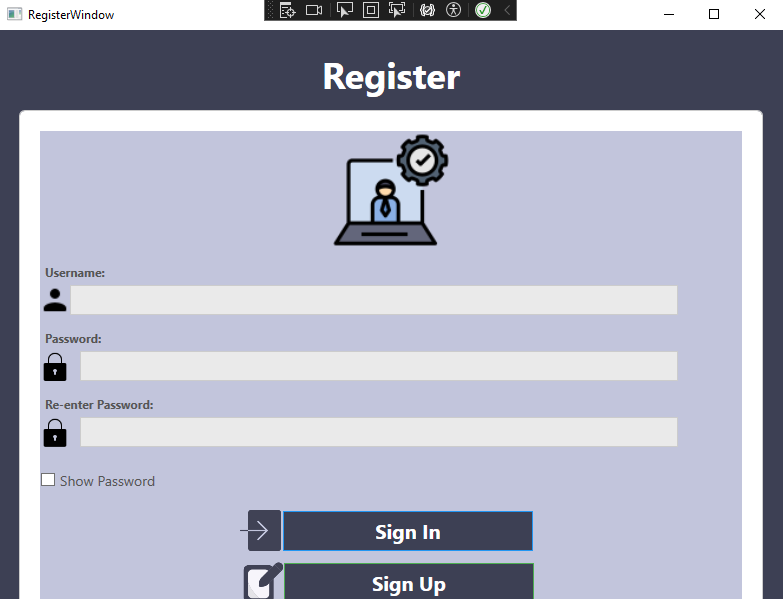 RegisterWindow
Register
Username:
Password:
Re-enter Password:
Show Password
Sign In
Sign Up